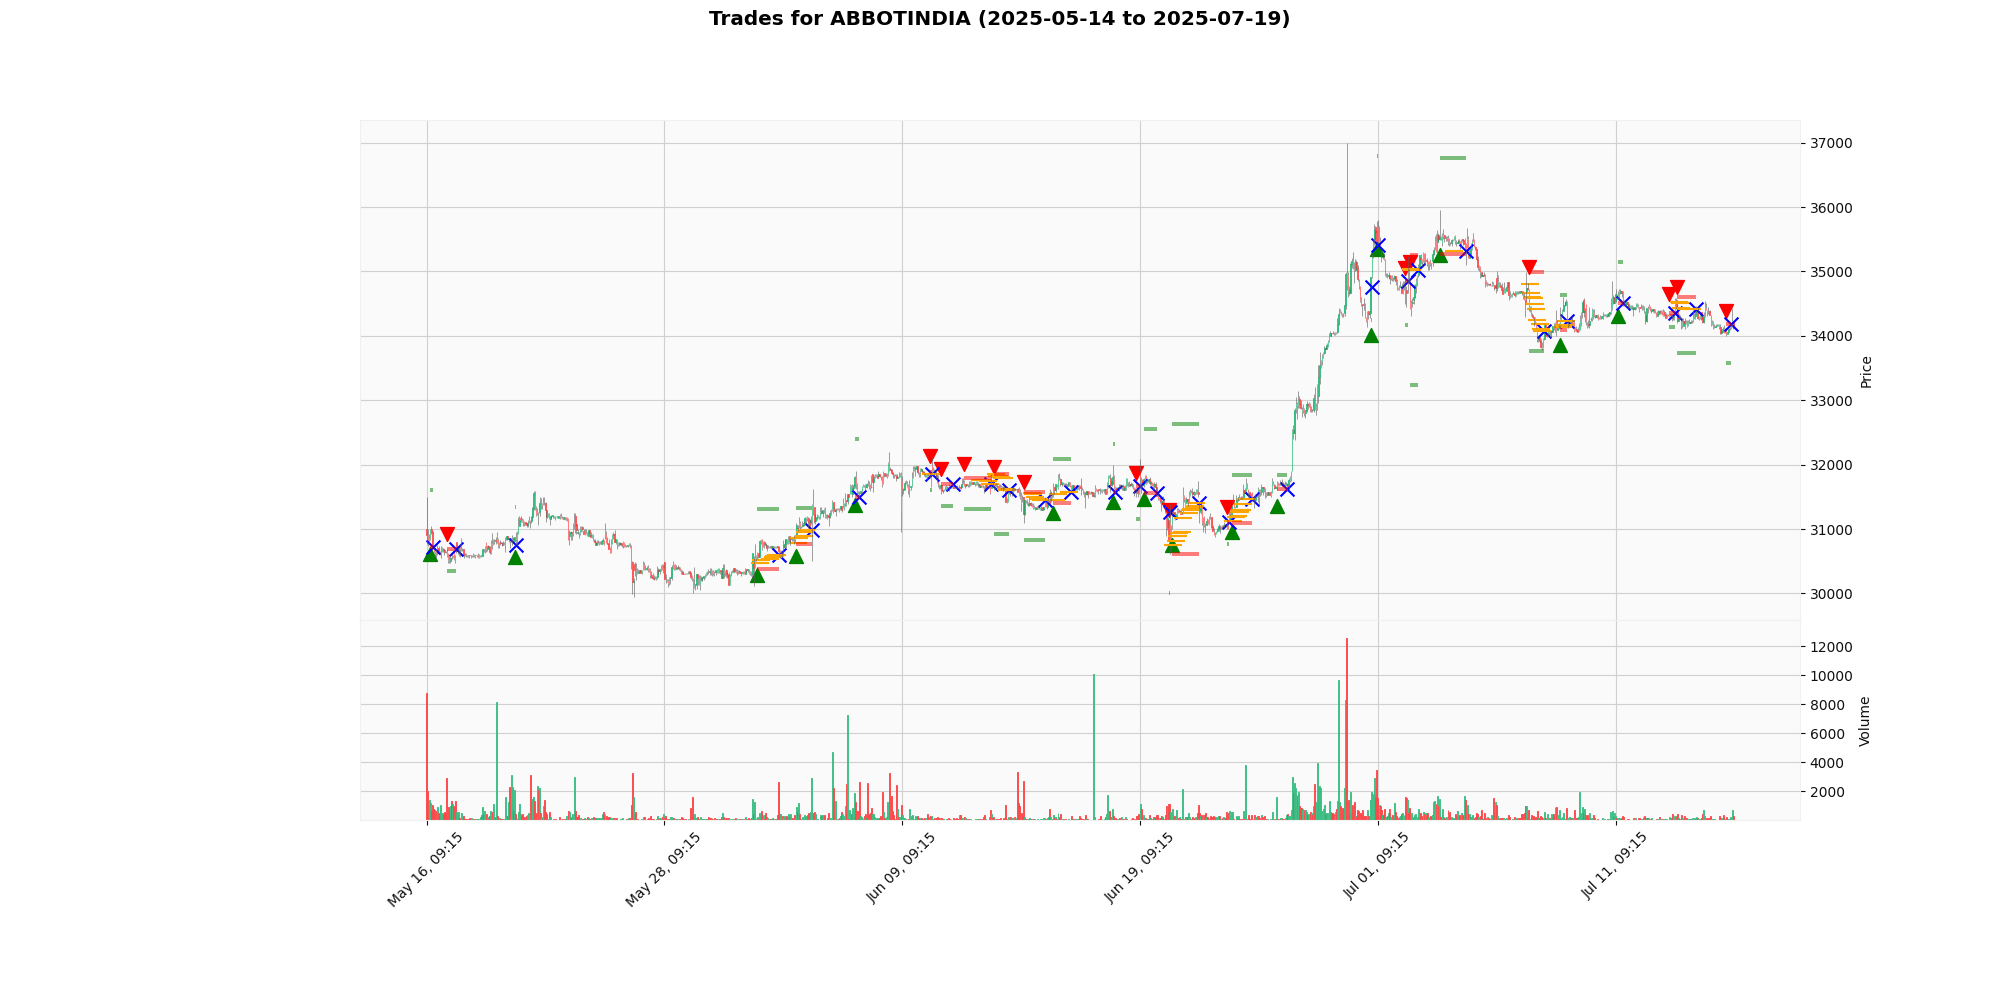 Trades for ABBOTINDIA (2025-05-14 to 2025-07-19)
37000
36000
35000
34000
33000
32000
31000
30000
Price
12000
10000
8000
6000
4000
2000
Volume
May 16, 09:15
May 28, 09:15
Jun 09, 09:15
Jun 19, 09:15
Jul 01, 09:15
Jul 11, 09:15